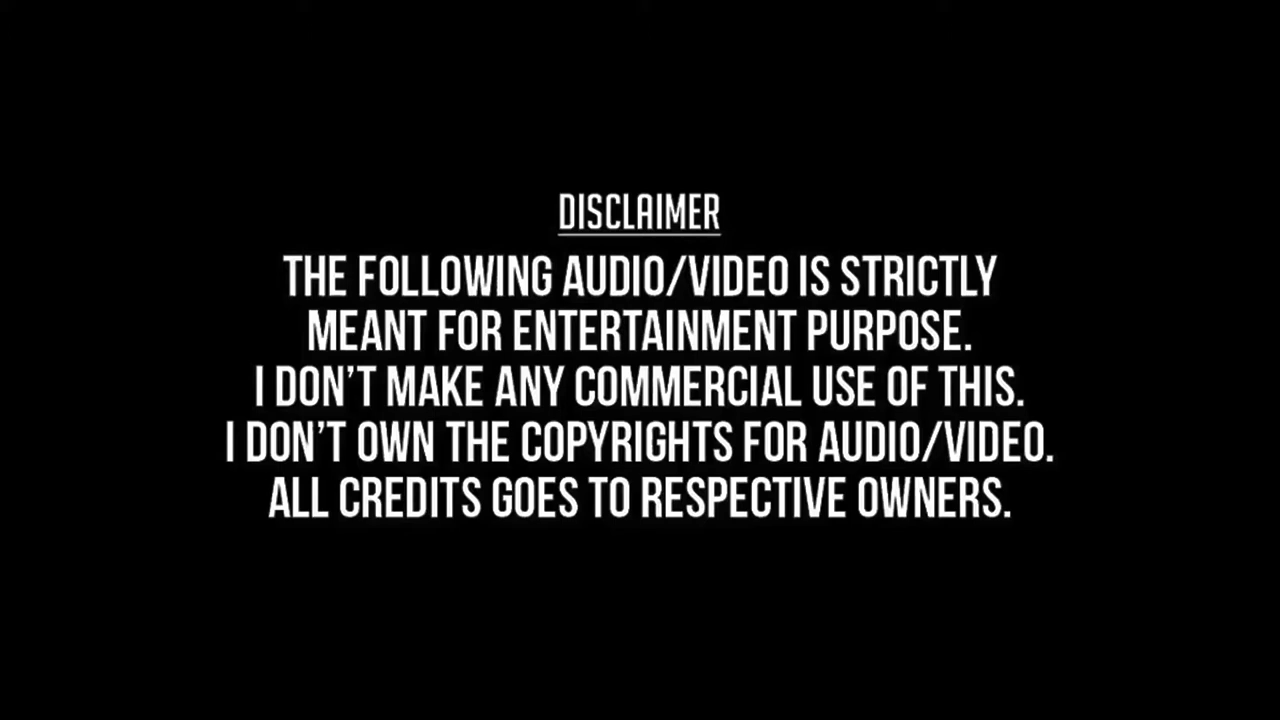 DISCLAIMER
THE FOLLOWING AUDIO/VIDEO IS STRICTLY
MEANT FOR ENTERTAINMENT PURPOSE.
I DON'T MAKE ANY COMMERCIAL USE OF THIS.
I DON'T OWN THE COPYRIGHTS FOR AUDIO/VIDEO.
ALL CREDITS GOES TO RESPECTIVE OWNERS.